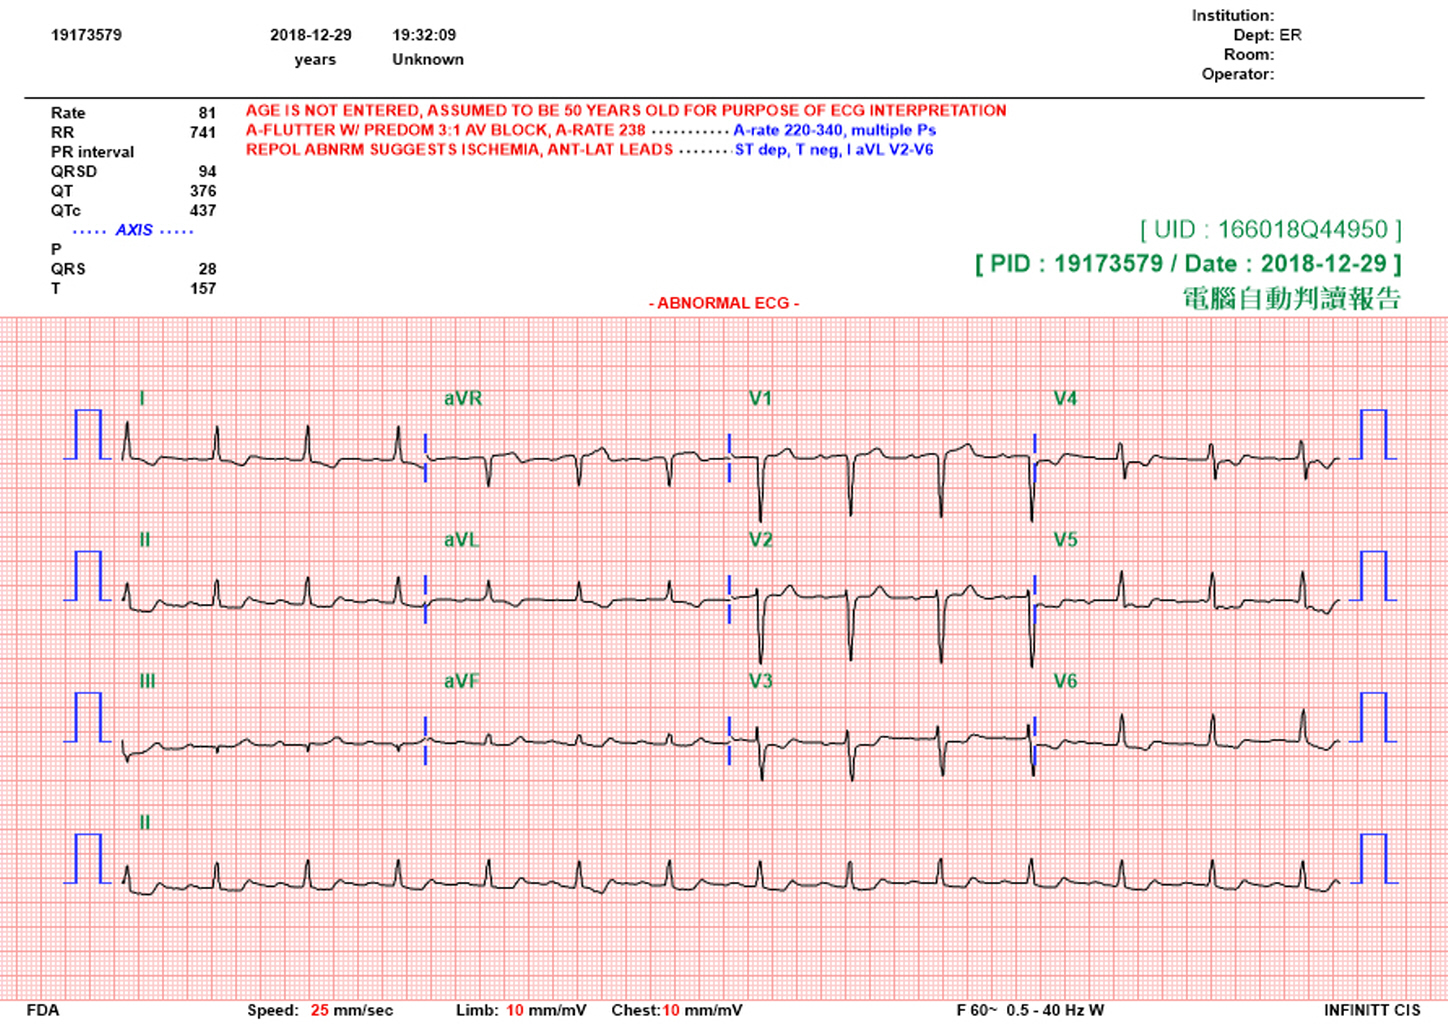 Institution:
19173579 2018-12-29 19:32:09 Dept: ER
years Unknown Room:
Operator:
Rate 81 AGE IS NOT ENTERED, ASSUMED TO BE 50 YEARS OLD FOR PURPOSE OF ECG INTERPRETATION
RR 741 A-FLUTTER W/ PREDOM 3:1 AV BLOCK, A-RATE 238 ··········· A-rate 220-340, multiple Ps
PR interval REPOL ABNRM SUGGESTS ISCHEMIA, ANT-LAT LEADS ······· ST dep, T neg, I aVL V2-V6
QRSD 94
QT 376
QTc 437
····· AXIS ·····
[ UID : 166018Q44950 ]
P
QRS 28
[ PID : 19173579 / Date : 2018-12-29 ]
T 157
電腦自動判讀報告
- ABNORMAL ECG -
I aVR V1 V4
II aVL V2 V5
III aVF V3 V6
II
FDA Speed: 25 mm/sec Limb: 10 mm/mV Chest:10 mm/mV F 60~ 0.5 - 40 Hz W INFINITT CIS